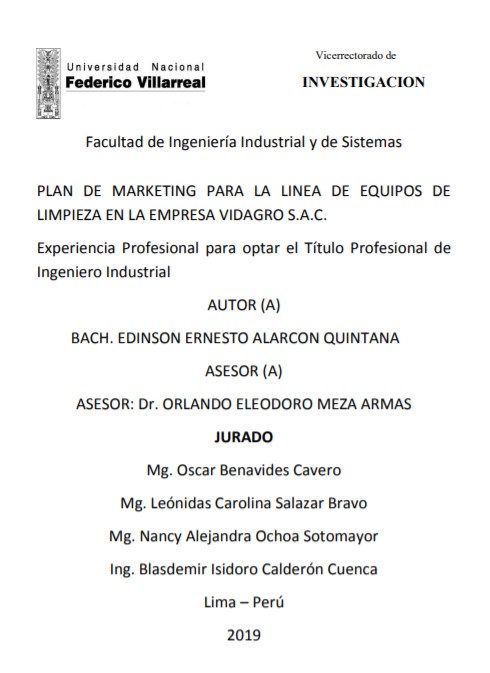 Universidad Nacional
Federico Villarreal
Vicerrectorado de
INVESTIGACION
Facultad de Ingeniería Industrial y de Sistemas
PLAN DE MARKETING PARA LA LINEA DE EQUIPOS DE
LIMPIEZA EN LA EMPRESA VIDAGRO S.A.C.
Experiencia Profesional para optar el Título Profesional de
Ingeniero Industrial
AUTOR (A)
BACH. EDINSON ERNESTO ALARCON QUINTANA
ASESOR (A)
ASESOR: Dr. ORLANDO ELEODORO MEZA ARMAS
JURADO
Mg. Oscar Benavides Cavero
Mg. Leónidas Carolina Salazar Bravo
Mg. Nancy Alejandra Ochoa Sotomayor
Ing. Blasdemir Isidoro Calderón Cuenca
Lima – Perú
2019